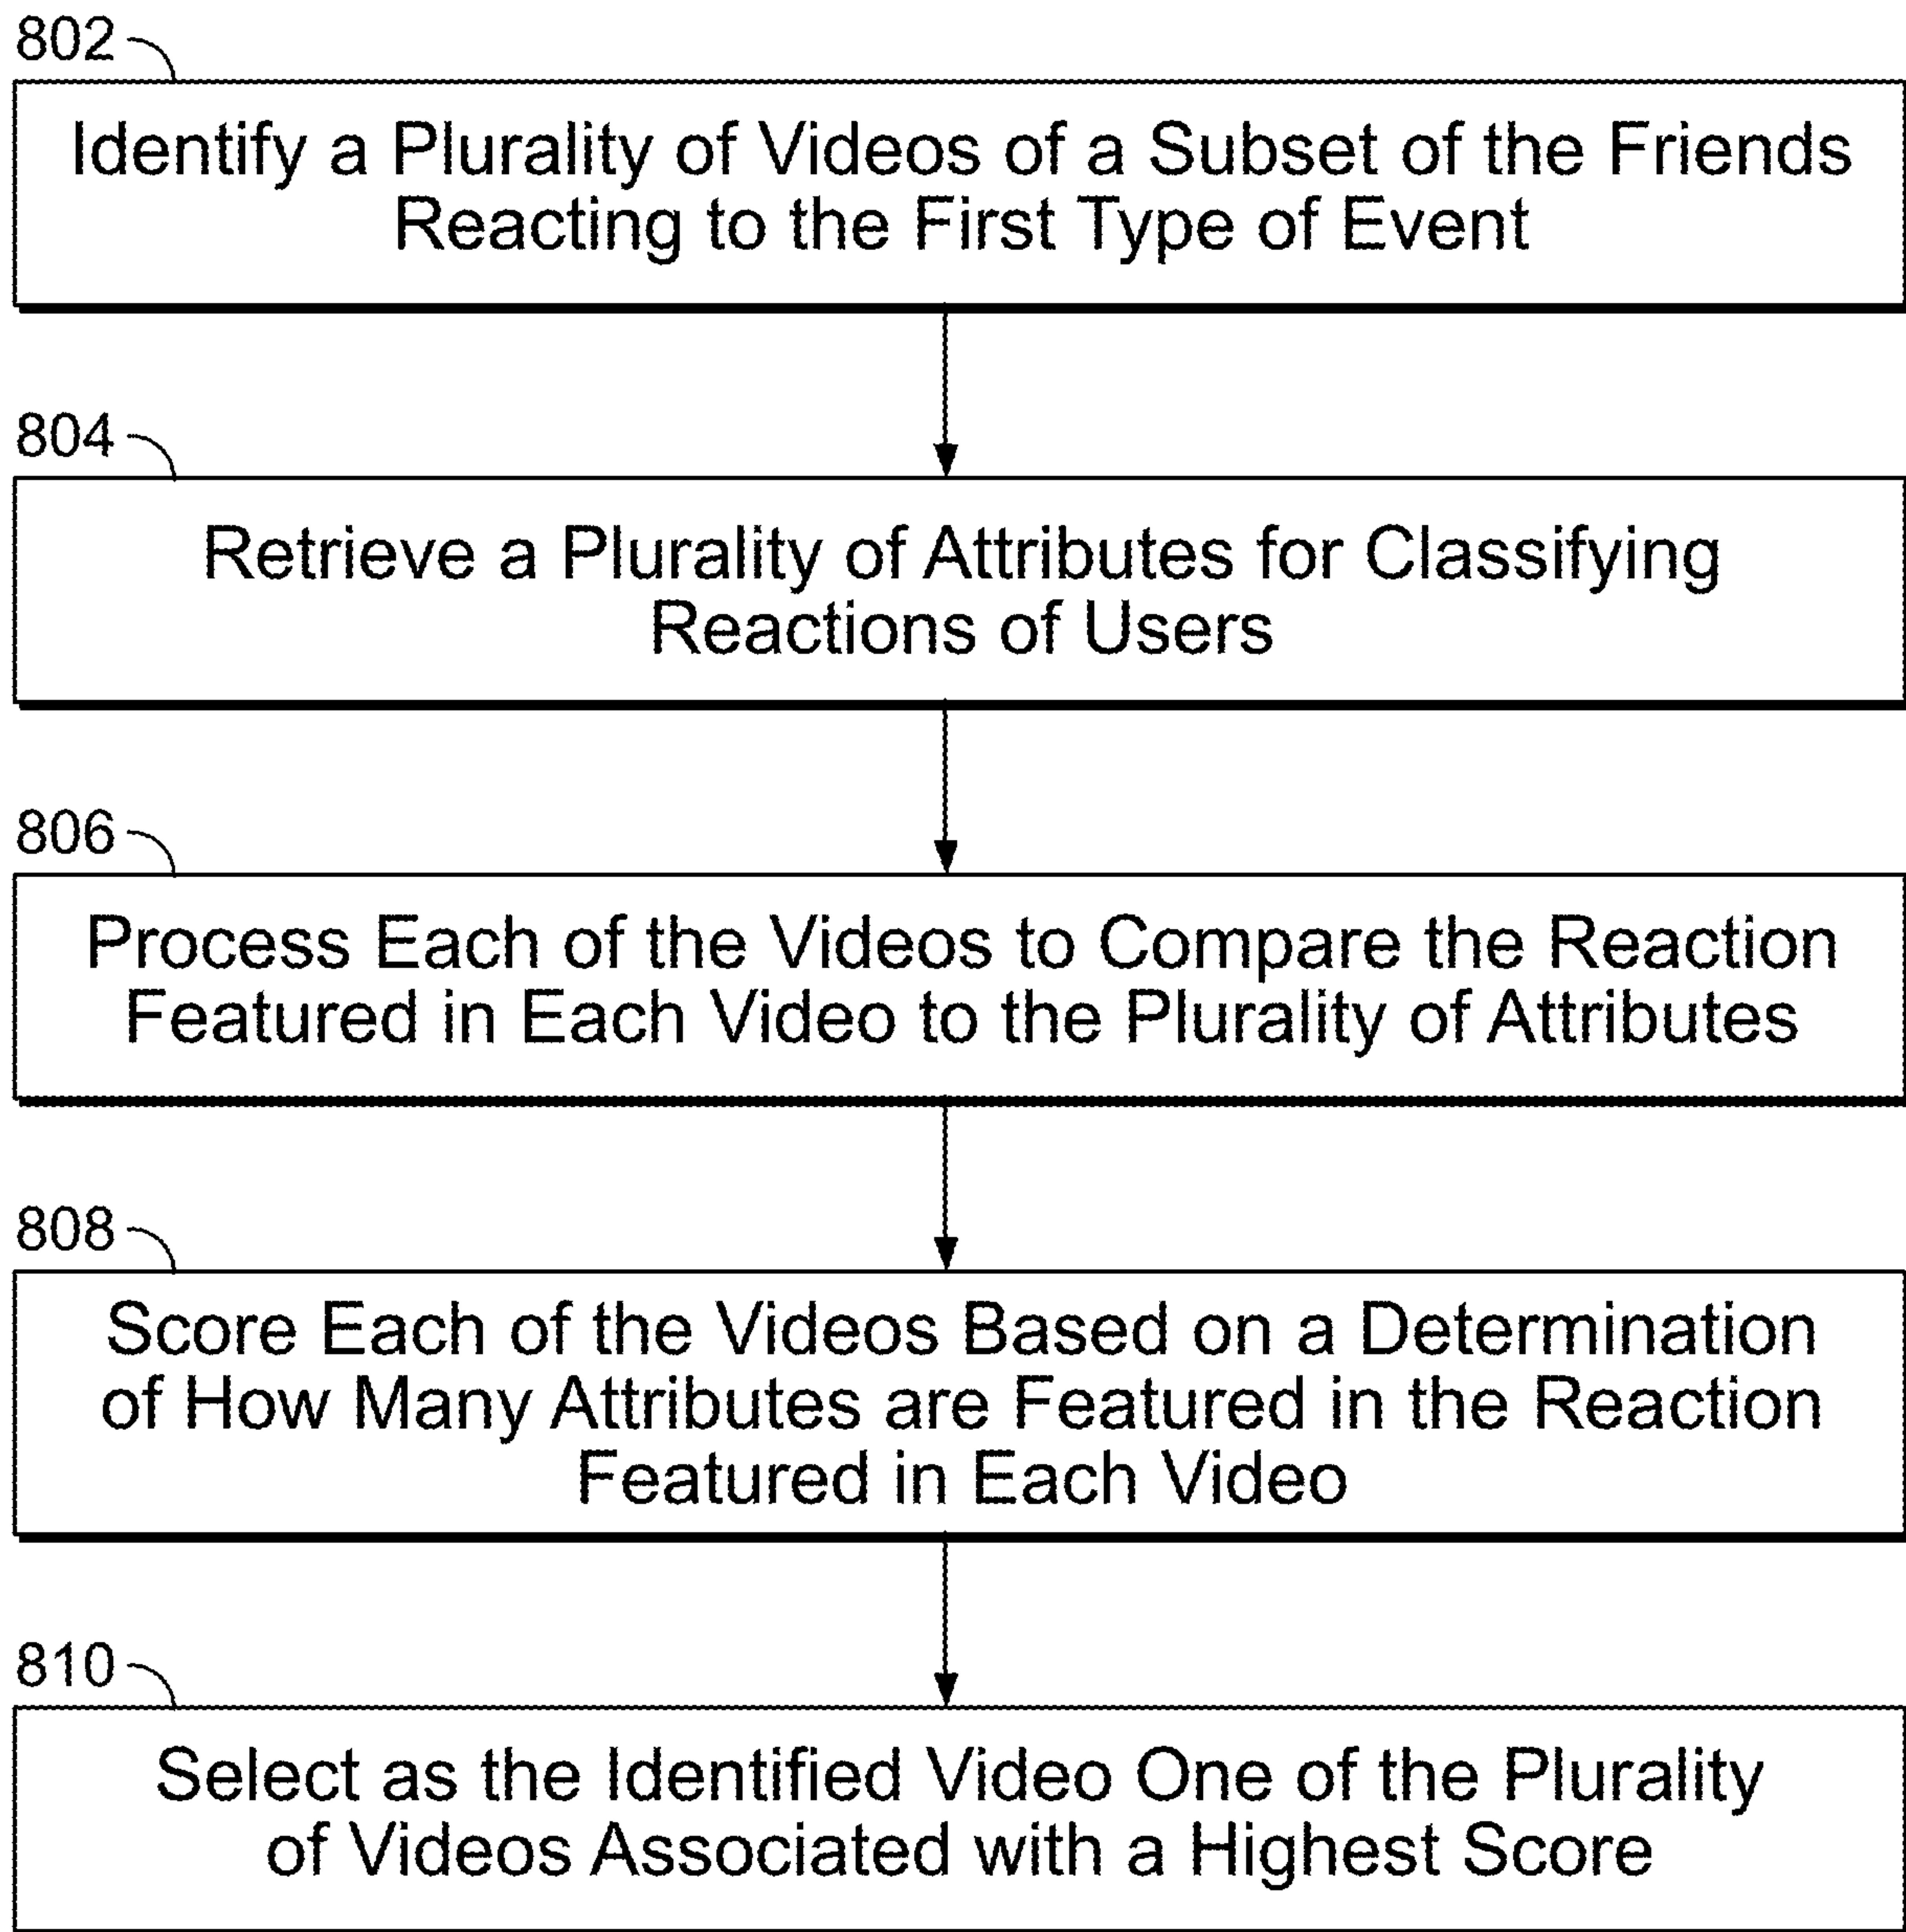 802
Identify a Plurality of Videos of a Subset of the Friends
Reacting to the First Type of Event
804
Retrieve a Plurality of Attributes for Classifying
Reactions of Users
806
Process Each of the Videos to Compare the Reaction
Featured in Each Video to the Plurality of Attributes
808
Score Each of the Videos Based on a Determination
of How Many Attributes are Featured in the Reaction
Featured in Each Video
810
Select as the Identified Video One of the Plurality
of Videos Associated with a Highest Score